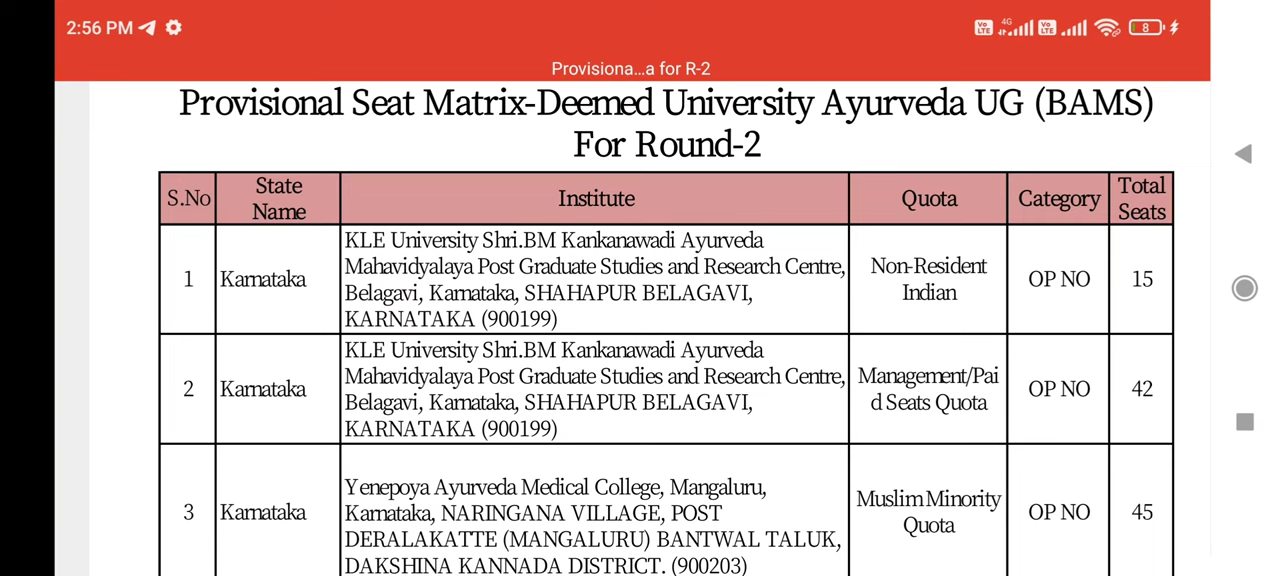 2:56 PM
4G
Vo LTE
Vo LTE
8
Provisiona...a for R-2
Provisional Seat Matrix-Deemed University Ayurveda UG (BAMS)
For Round-2
S.No State Name Institute Quota Category Total Seats
1 Karnataka KLE University Shri.BM Kankanawadi Ayurveda
Mahavidyalaya Post Graduate Studies and Research Centre,
Belagavi, Karnataka, SHAHAPUR BELAGAVI,
KARNATAKA (900199)
Non-Resident
Indian
OP NO
15
2 Karnataka KLE University Shri.BM Kankanawadi Ayurveda
Mahavidyalaya Post Graduate Studies and Research Centre,
Belagavi, Karnataka, SHAHAPUR BELAGAVI,
KARNATAKA (900199)
Management/Pai
d Seats Quota
OP NO
42
3 Karnataka Yenepoya Ayurveda Medical College, Mangaluru,
Karnataka, NARINGANA VILLAGE, POST
DERALAKATTE (MANGALURU) BANTWAL TALUK,
DAKSHINA KANNADA DISTRICT. (900203)
Muslim Minority
Quota
OP NO
45